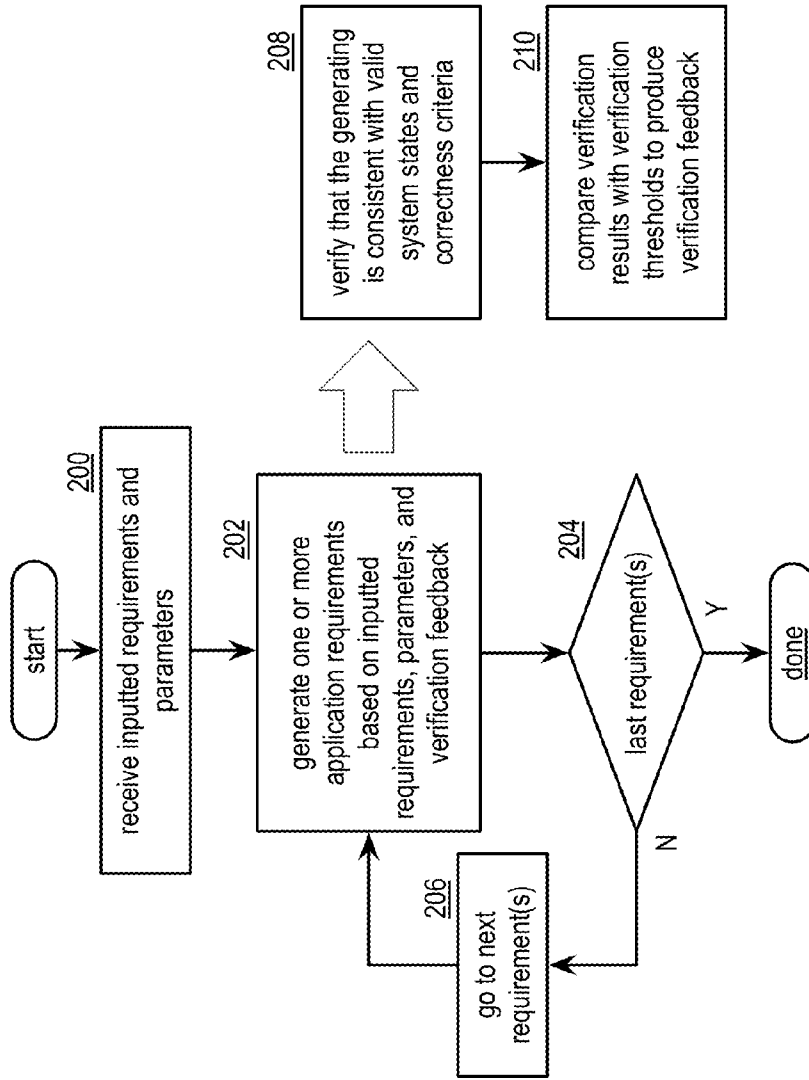 start
200
receive inputted requirements and
parameters
202
generate one or more
application requirements
based on inputted
requirements, parameters, and
verification feedback
204
last requirement(s)
N
Y
206
go to next
requirement(s)
done
208
verify that the generating
is consistent with valid
system states and
correctness criteria
210
compare verification
results with verification
thresholds to produce
verification feedback